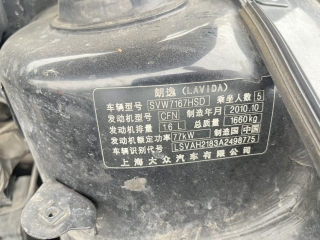 朗逸 (LAVIDA)
车辆型号 SVW7167HSD 乘坐人数 5
发动机型号 CFN 制造年月 2010.10
发动机排量 1.6 L 总质量 1660kg
发动机额定功率 77kW 制造国 中国
车辆识别代号 LSVAH2183A2498775
上海大众汽车有限公司